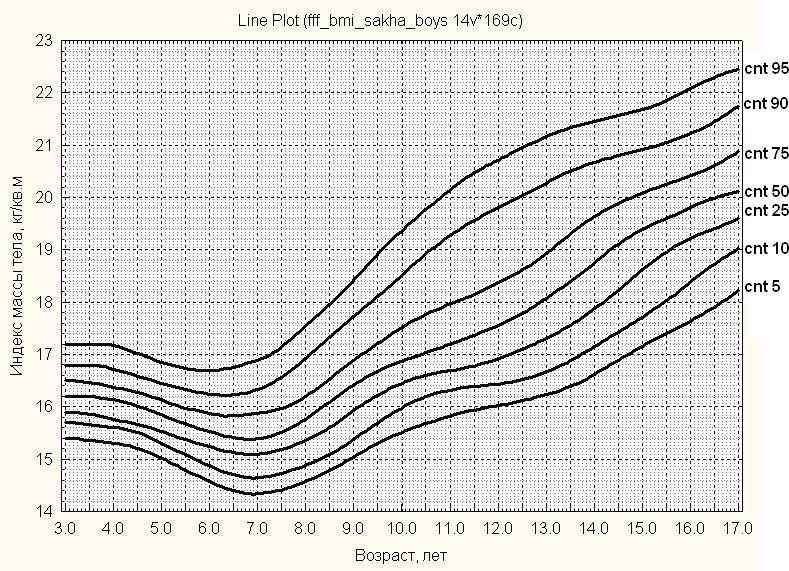 Line Plot (fff_bmi_sakha_boys 14v*169c)
23
22
21
20
19
18
17
16
15
14
Индекс массы тела, кг/кв.м
cnt 95
cnt 90
cnt 75
cnt 50
cnt 25
cnt 10
cnt 5
3.0 4.0 5.0 6.0 7.0 8.0 9.0 10.0 11.0 12.0 13.0 14.0 15.0 16.0 17.0
Возраст, лет